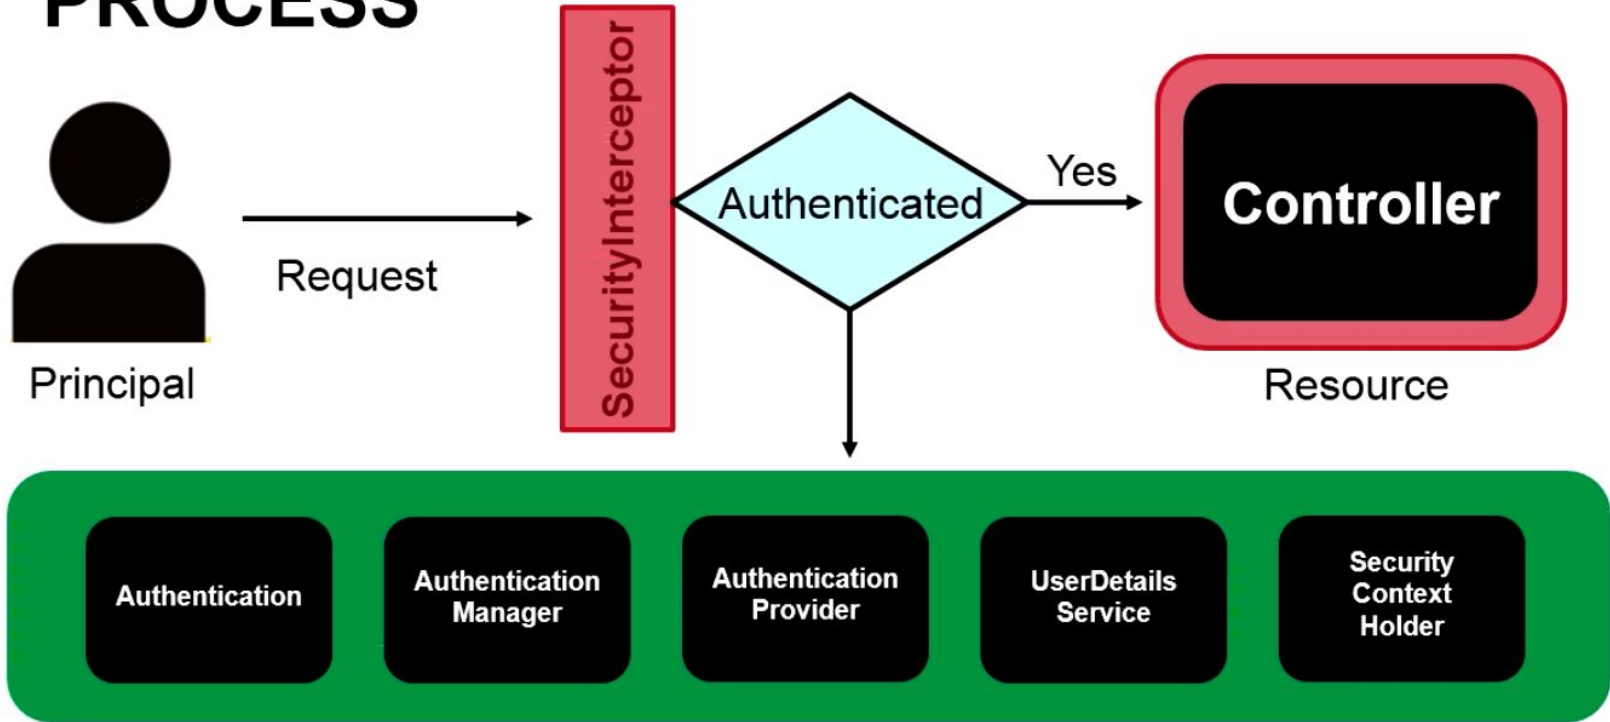 PROCESS
SecurityInterceptor
Authenticated
Yes
Controller
Request
Principal
Resource
Authentication
Authentication
Manager
Authentication
Provider
UserDetails
Service
Security
Context
Holder